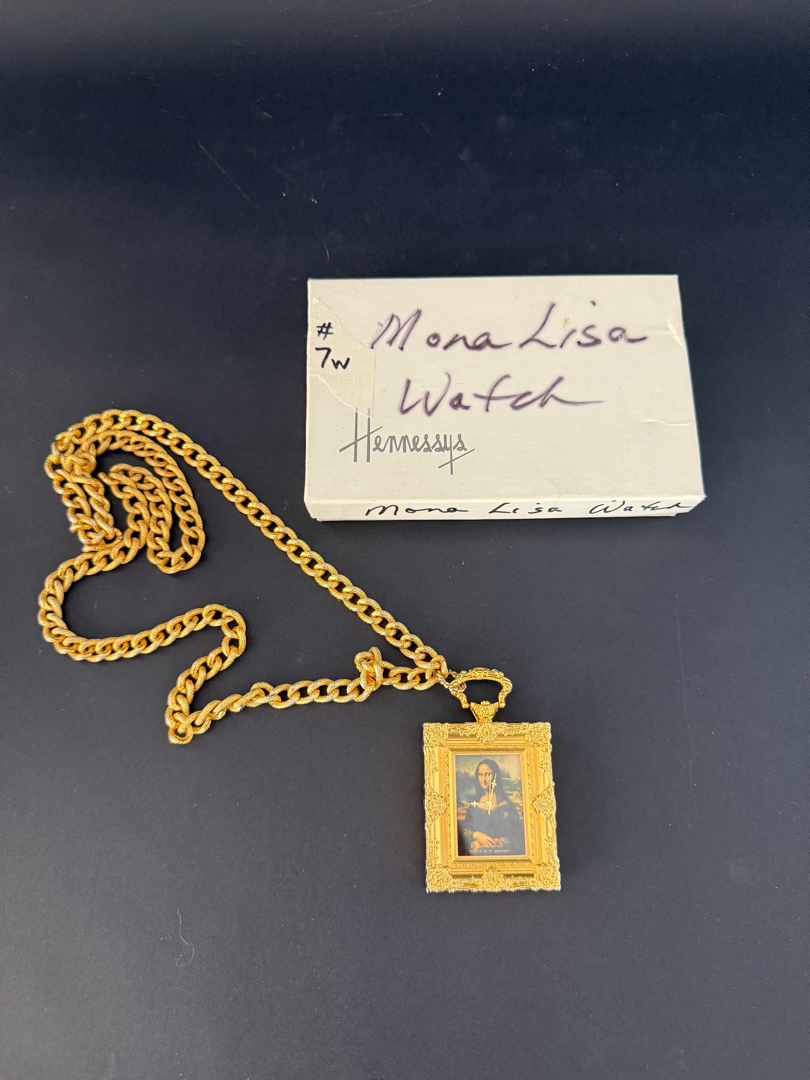 # Mona Lisa
7w Watch
Hennessys
Mona Lisa Watch